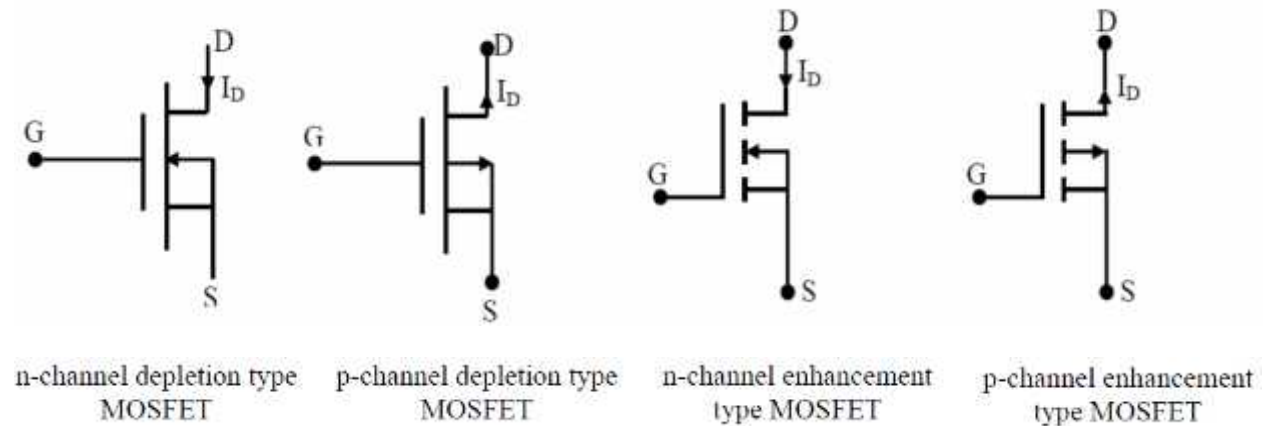 D
I_D
G
S
D
I_D
G
S
D
I_D
G
S
D
I_D
G
S
n-channel depletion type
MOSFET
p-channel depletion type
MOSFET
n-channel enhancement
type MOSFET
p-channel enhancement
type MOSFET